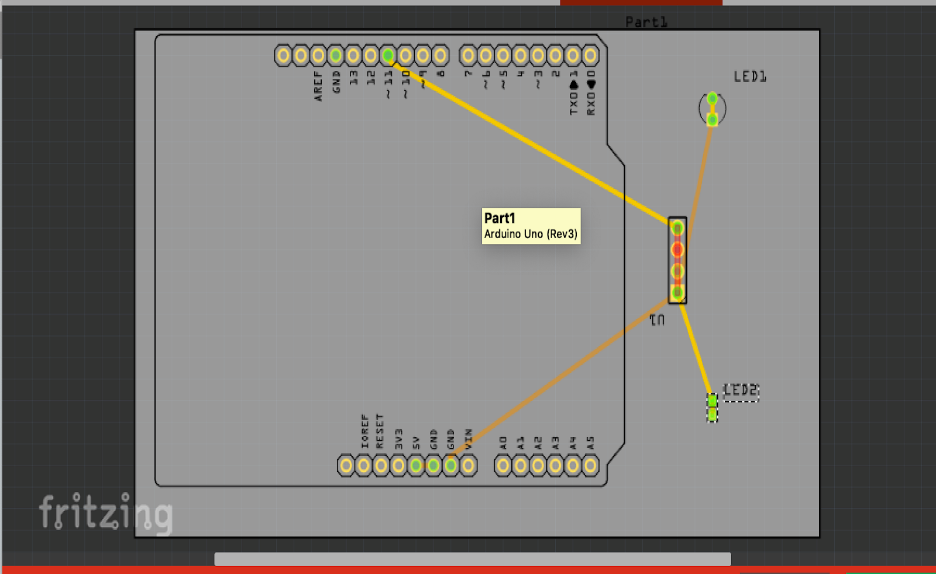 Part1
AREF
GND
13
12
~11
~10
~9
8
7
~6
~5
4
~3
2
TX0▶1
RX0◀0
LED1
Part1
Arduino Uno (Rev3)
U1
LED2
IOREF
RESET
3V3
5V
GND
GND
VIN
A0
A1
A2
A3
A4
A5
fritzing